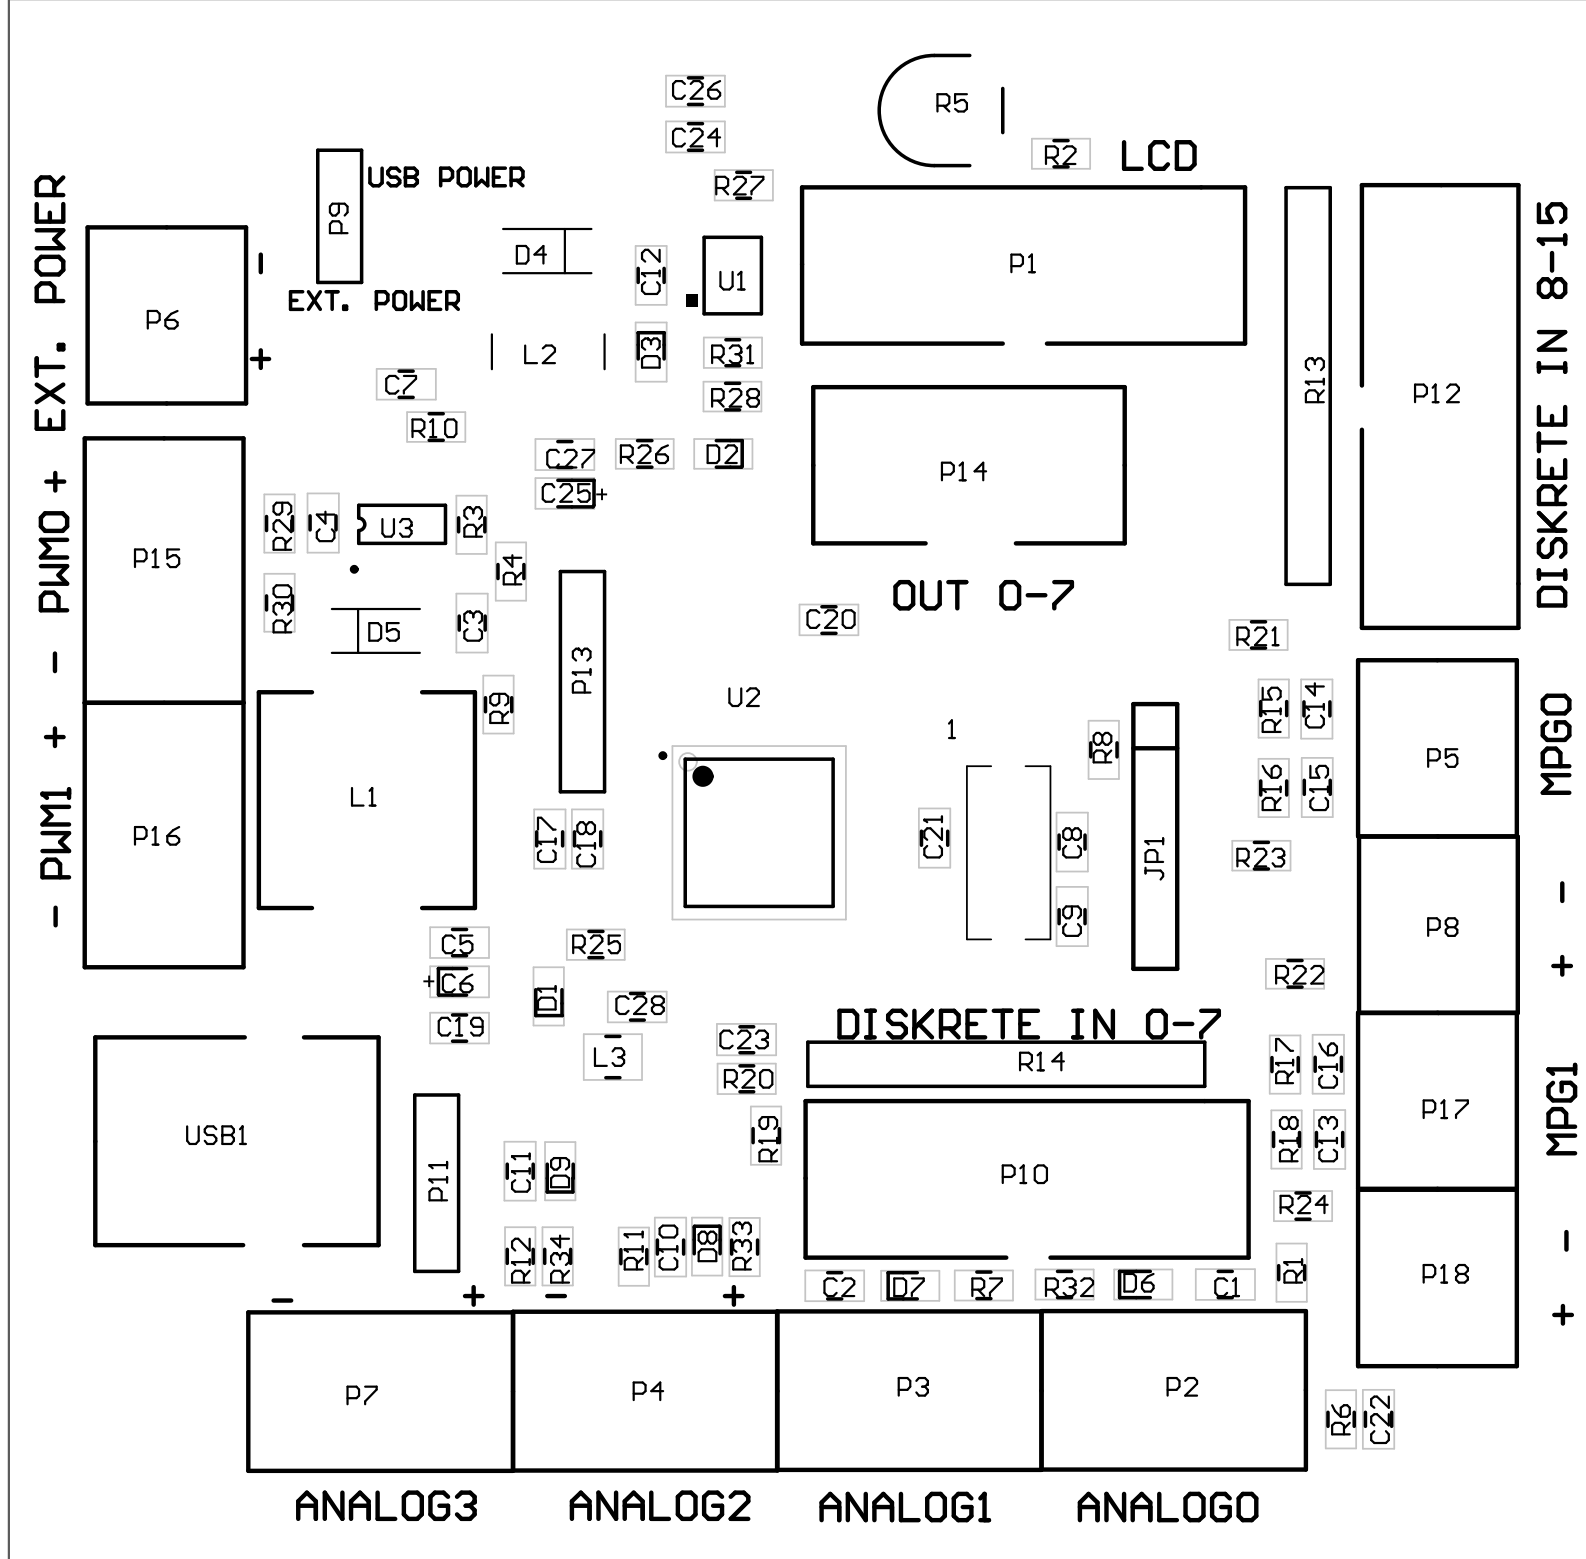 C26
C24
R5
R2
LCD
USB POWER
R27
P9
D4
C12
U1
P1
EXT. POWER
-
+
P6
EXT. POWER
L2
D3
R31
R28
R13
P12
DISKRETE IN 8-15
C7
R10
C27
R26
D2
C25+
P14
OUT 0-7
- PWM0 +
P15
R29
C4
U3
R3
R4
R30
D5
C3
P13
C20
R21
R9
U2
1
R8
R15
C14
P5
MPG0
R16
C15
- PWM1 +
P16
L1
C17
C18
C21
C8
C9
JP1
R23
P8
-
+
C5
+C6
C19
R25
D1
C28
L3
R22
DISKRETE IN 0-7
R14
C23
R20
R19
R17
C16
R18
C13
P17
MPG1
USB1
P11
C11
D9
P10
R24
R12
R34
R11
C10
D8
R33
C2
D7
R7
R32
D6
C1
R1
P18
-
+
- + - +
P7
P4
P3
P2
R6
C22
ANALOG3
ANALOG2
ANALOG1
ANALOG0